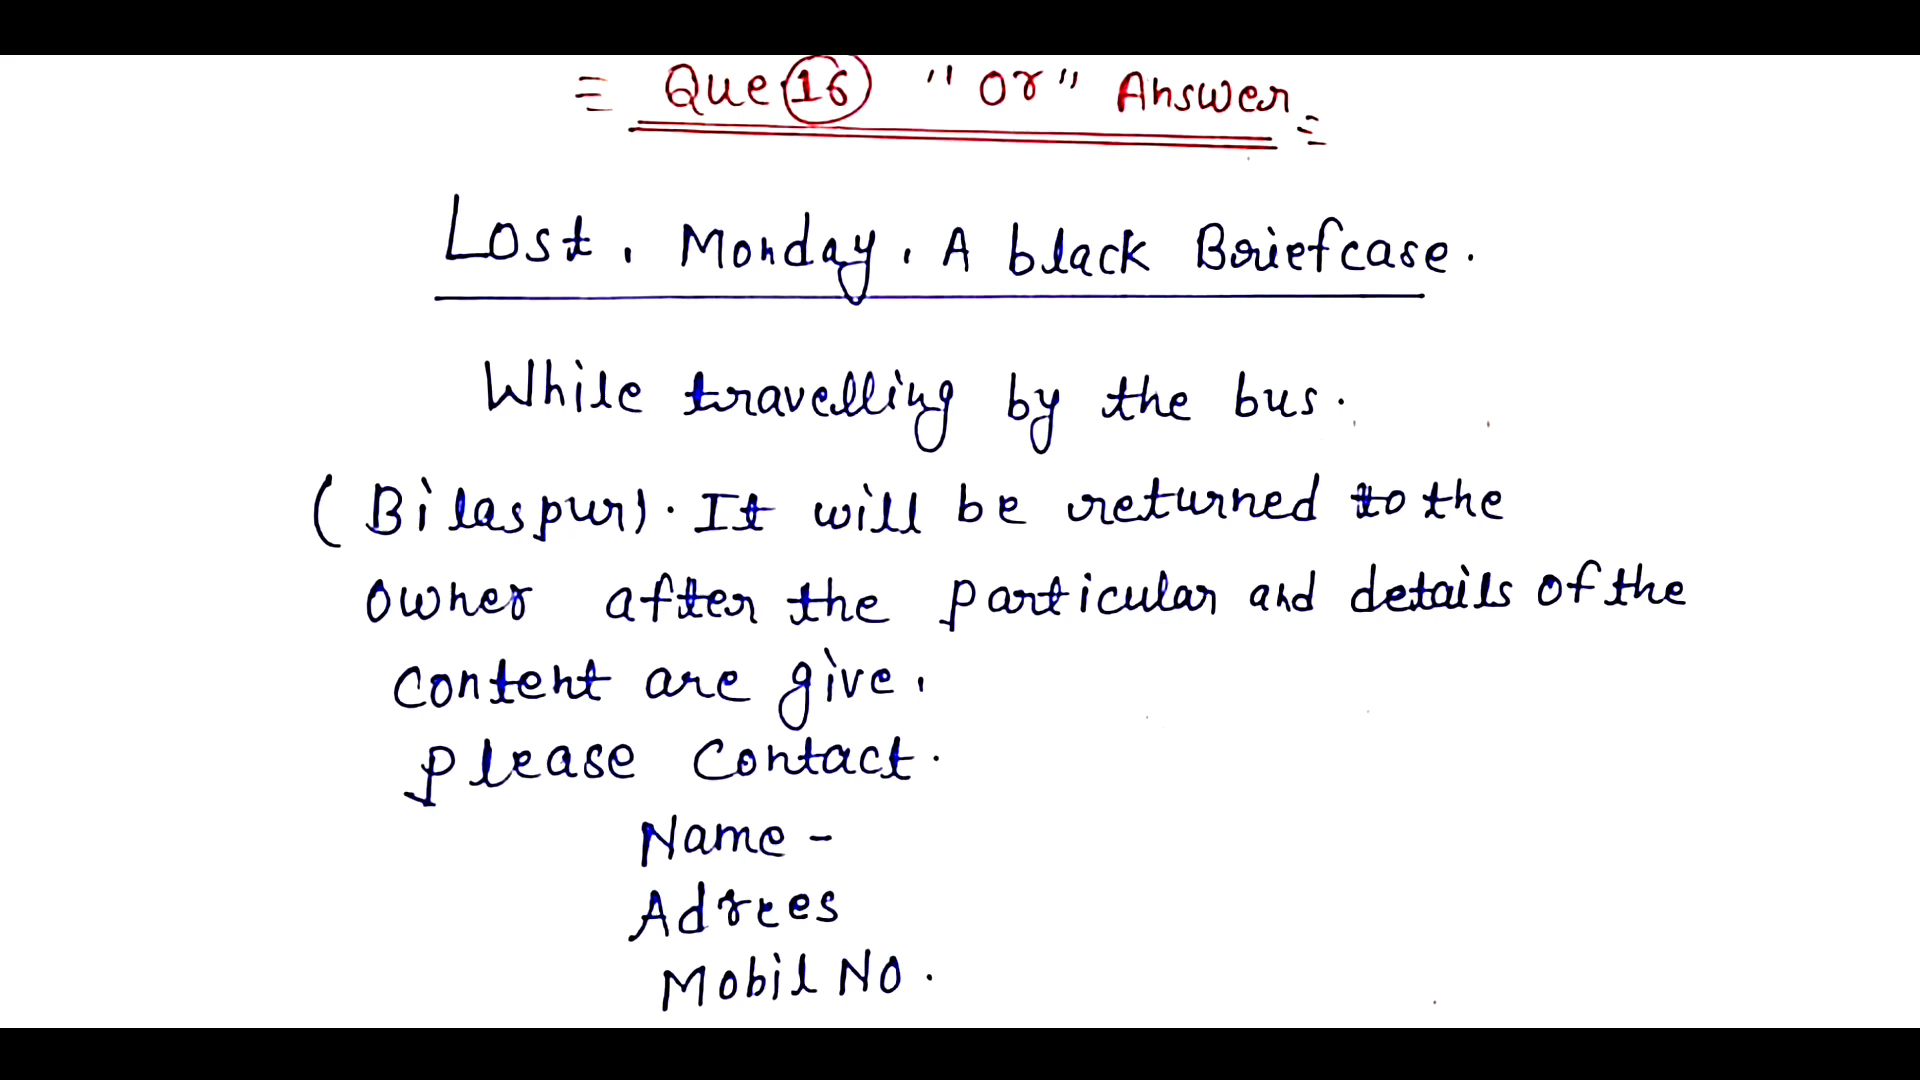 = Que 16 "Or" Answer =
Lost, Monday, A black Briefcase.
While travelling by the bus.
(Bilaspur). It will be returned to the
owner after the particular and details of the
content are give.
please Contact.
Name -
Adrees
Mobil No.